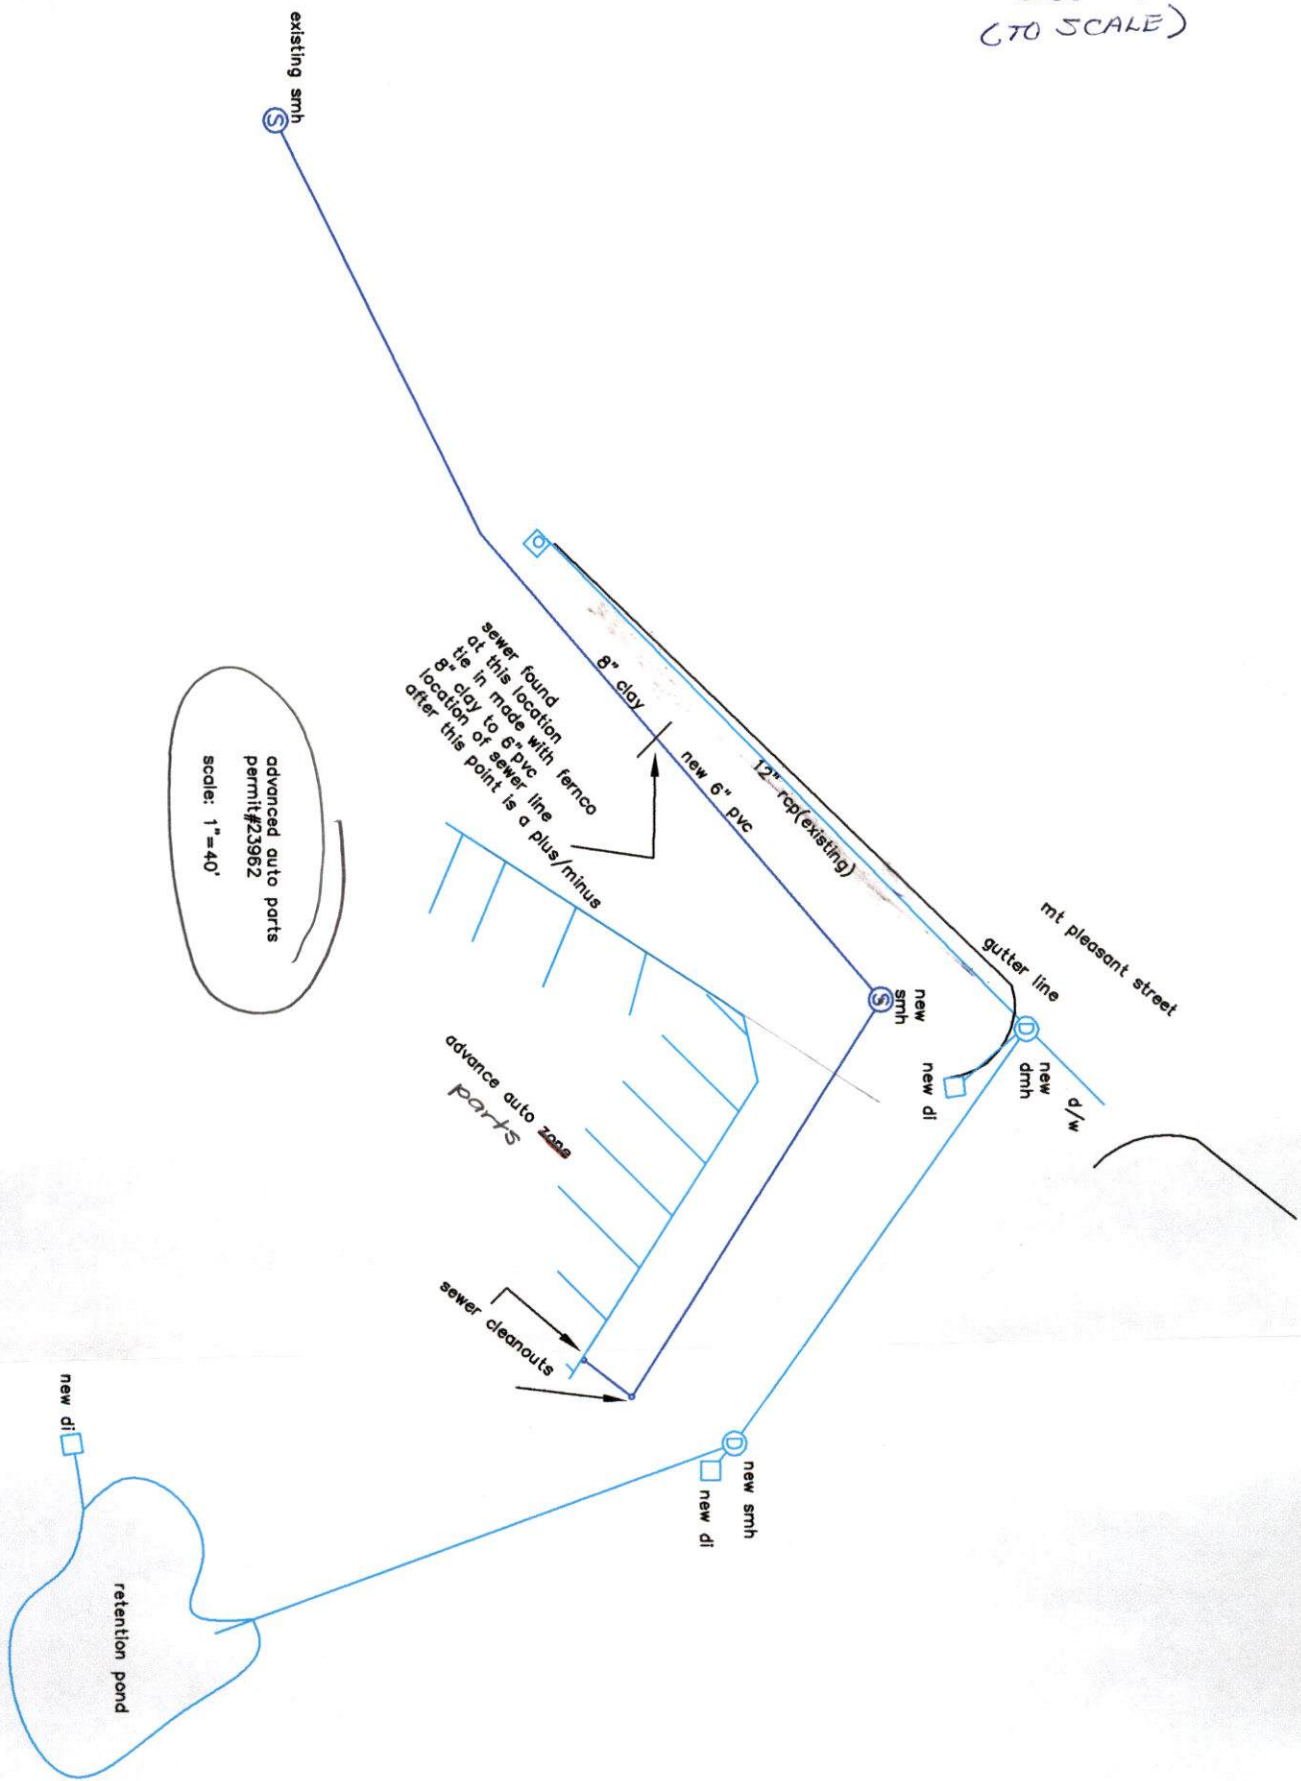 (TO SCALE)
existing smh
S
8" clay
new 6" pvc
12" rcp(existing)
sewer found
at this location
tie in made with fernco
8" clay to 6" pvc
location of sewer line
after this point is a plus/minus
advanced auto parts
permit#23962
scale: 1"=40'
mt pleasant street
gutter line
new
smh
S
D
new
dmh
d/w
new di
advance auto zone
parts
sewer cleanouts
D
new smh
new di
new di
retention pond